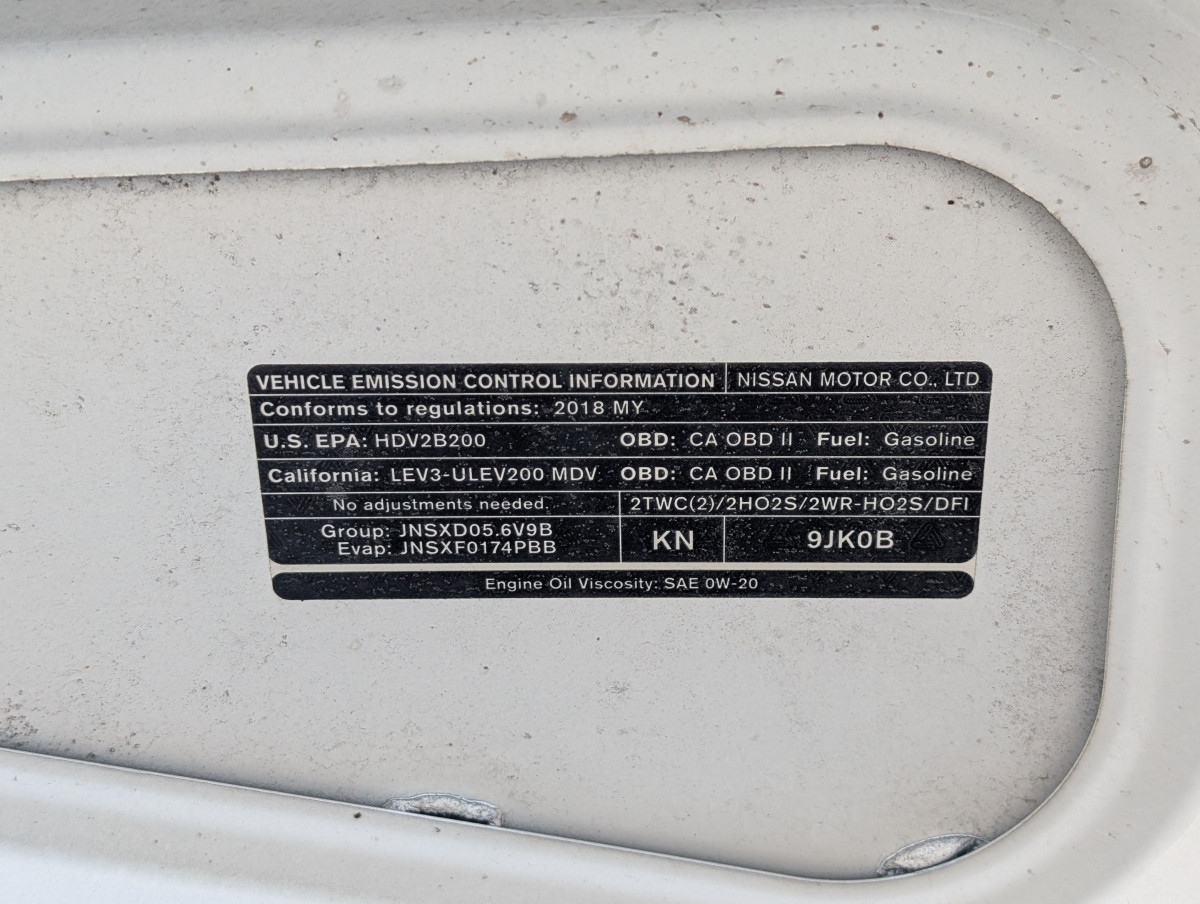 VEHICLE EMISSION CONTROL INFORMATION NISSAN MOTOR CO., LTD
Conforms to regulations: 2018 MY
U.S. EPA: HDV2B200 OBD: CA OBD II Fuel: Gasoline
California: LEV3-ULEV200 MDV OBD: CA OBD II Fuel: Gasoline
No adjustments needed. 2TWC(2)/2HO2S/2WR-HO2S/DFI
Group: JNSXD05.6V9B
Evap: JNSXF0174PBB
KN 9JK0B
Engine Oil Viscosity: SAE 0W-20